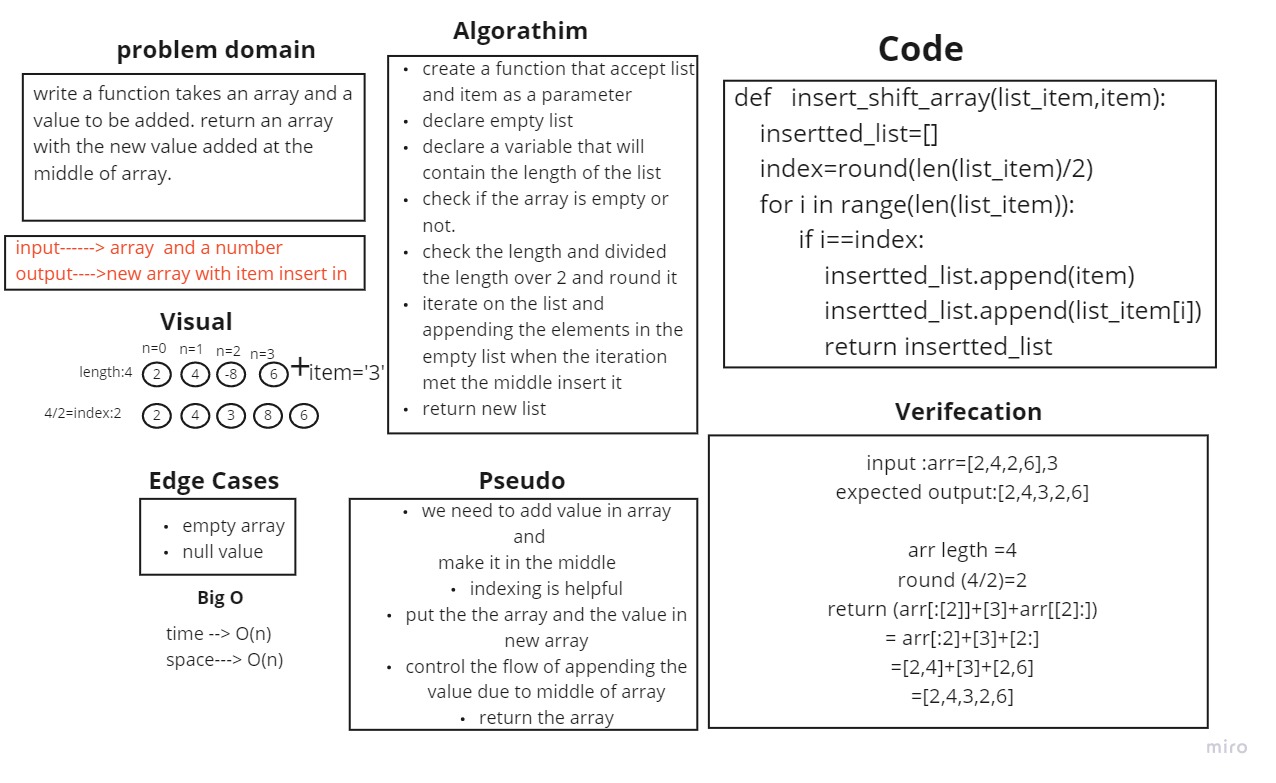 problem domain
write a function takes an array and a
value to be added. return an array
with the new value added at the
middle of array.
input------> array  and a number
output---->new array with item insert in
Visual
n=0 n=1 n=2 n=3
length:4 2 4 -8 6 +item='3'
4/2=index:2 2 4 3 8 6
Edge Cases
• empty array
• null value
Big O
time --> O(n)
space---> O(n)
Algorathim
• create a function that accept list
and item as a parameter
• declare empty list
• declare a variable that will
contain the length of the list
• check if the array is empty or
not.
• check the length and divided
the length over 2 and round it
• iterate on the list and
appending the elements in the
empty list when the iteration
met the middle insert it
• return new list
Pseudo
• we need to add value in array
and
make it in the middle
• indexing is helpful
• put the the array and the value in
new array
• control the flow of appending the
value due to middle of array
• return the array
Code
def   insert_shift_array(list_item,item):
insertted_list=[]
index=round(len(list_item)/2)
for i in range(len(list_item)):
if i==index:
insertted_list.append(item)
insertted_list.append(list_item[i])
return insertted_list
Verifecation
input :arr=[2,4,2,6],3
expected output:[2,4,3,2,6]
arr legth =4
round (4/2)=2
return (arr[:[2]]+[3]+arr[[2]:])
= arr[:2]+[3]+[2:]
=[2,4]+[3]+[2,6]
=[2,4,3,2,6]
miro